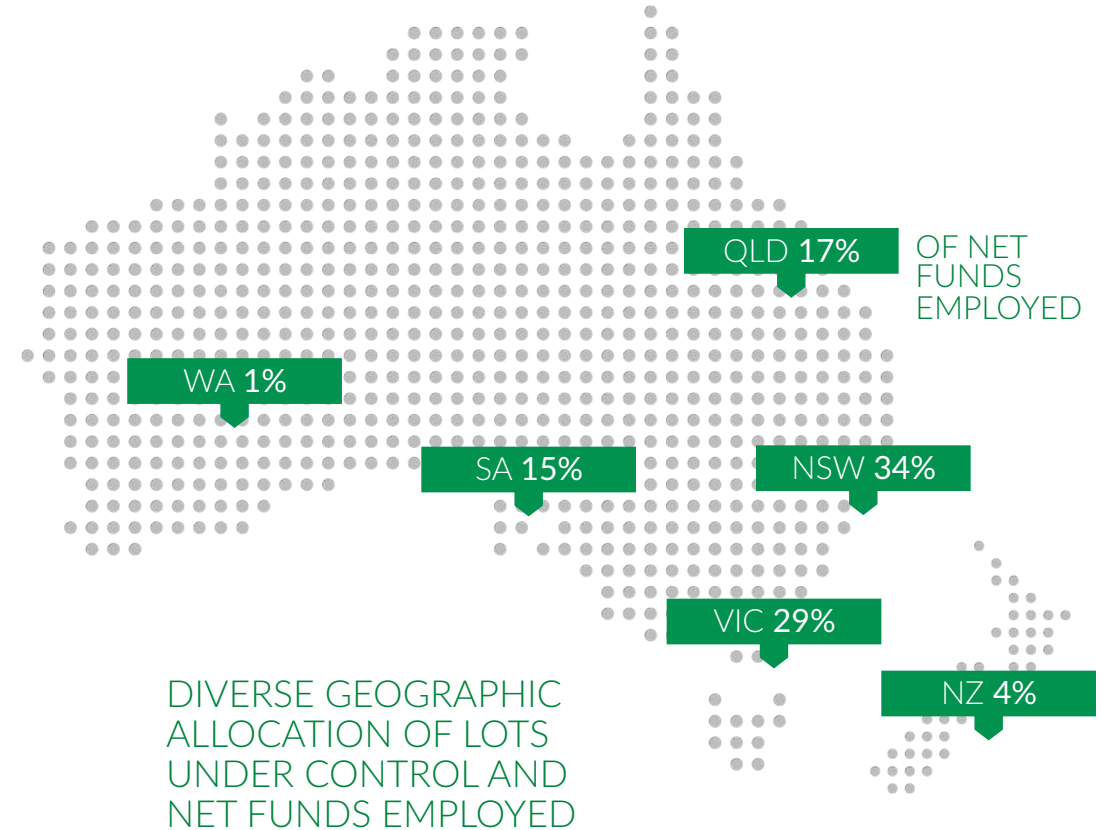 QLD 17%
OF NET
FUNDS
EMPLOYED
WA 1%
SA 15%
NSW 34%
VIC 29%
NZ 4%
DIVERSE GEOGRAPHIC
ALLOCATION OF LOTS
UNDER CONTROL AND
NET FUNDS EMPLOYED